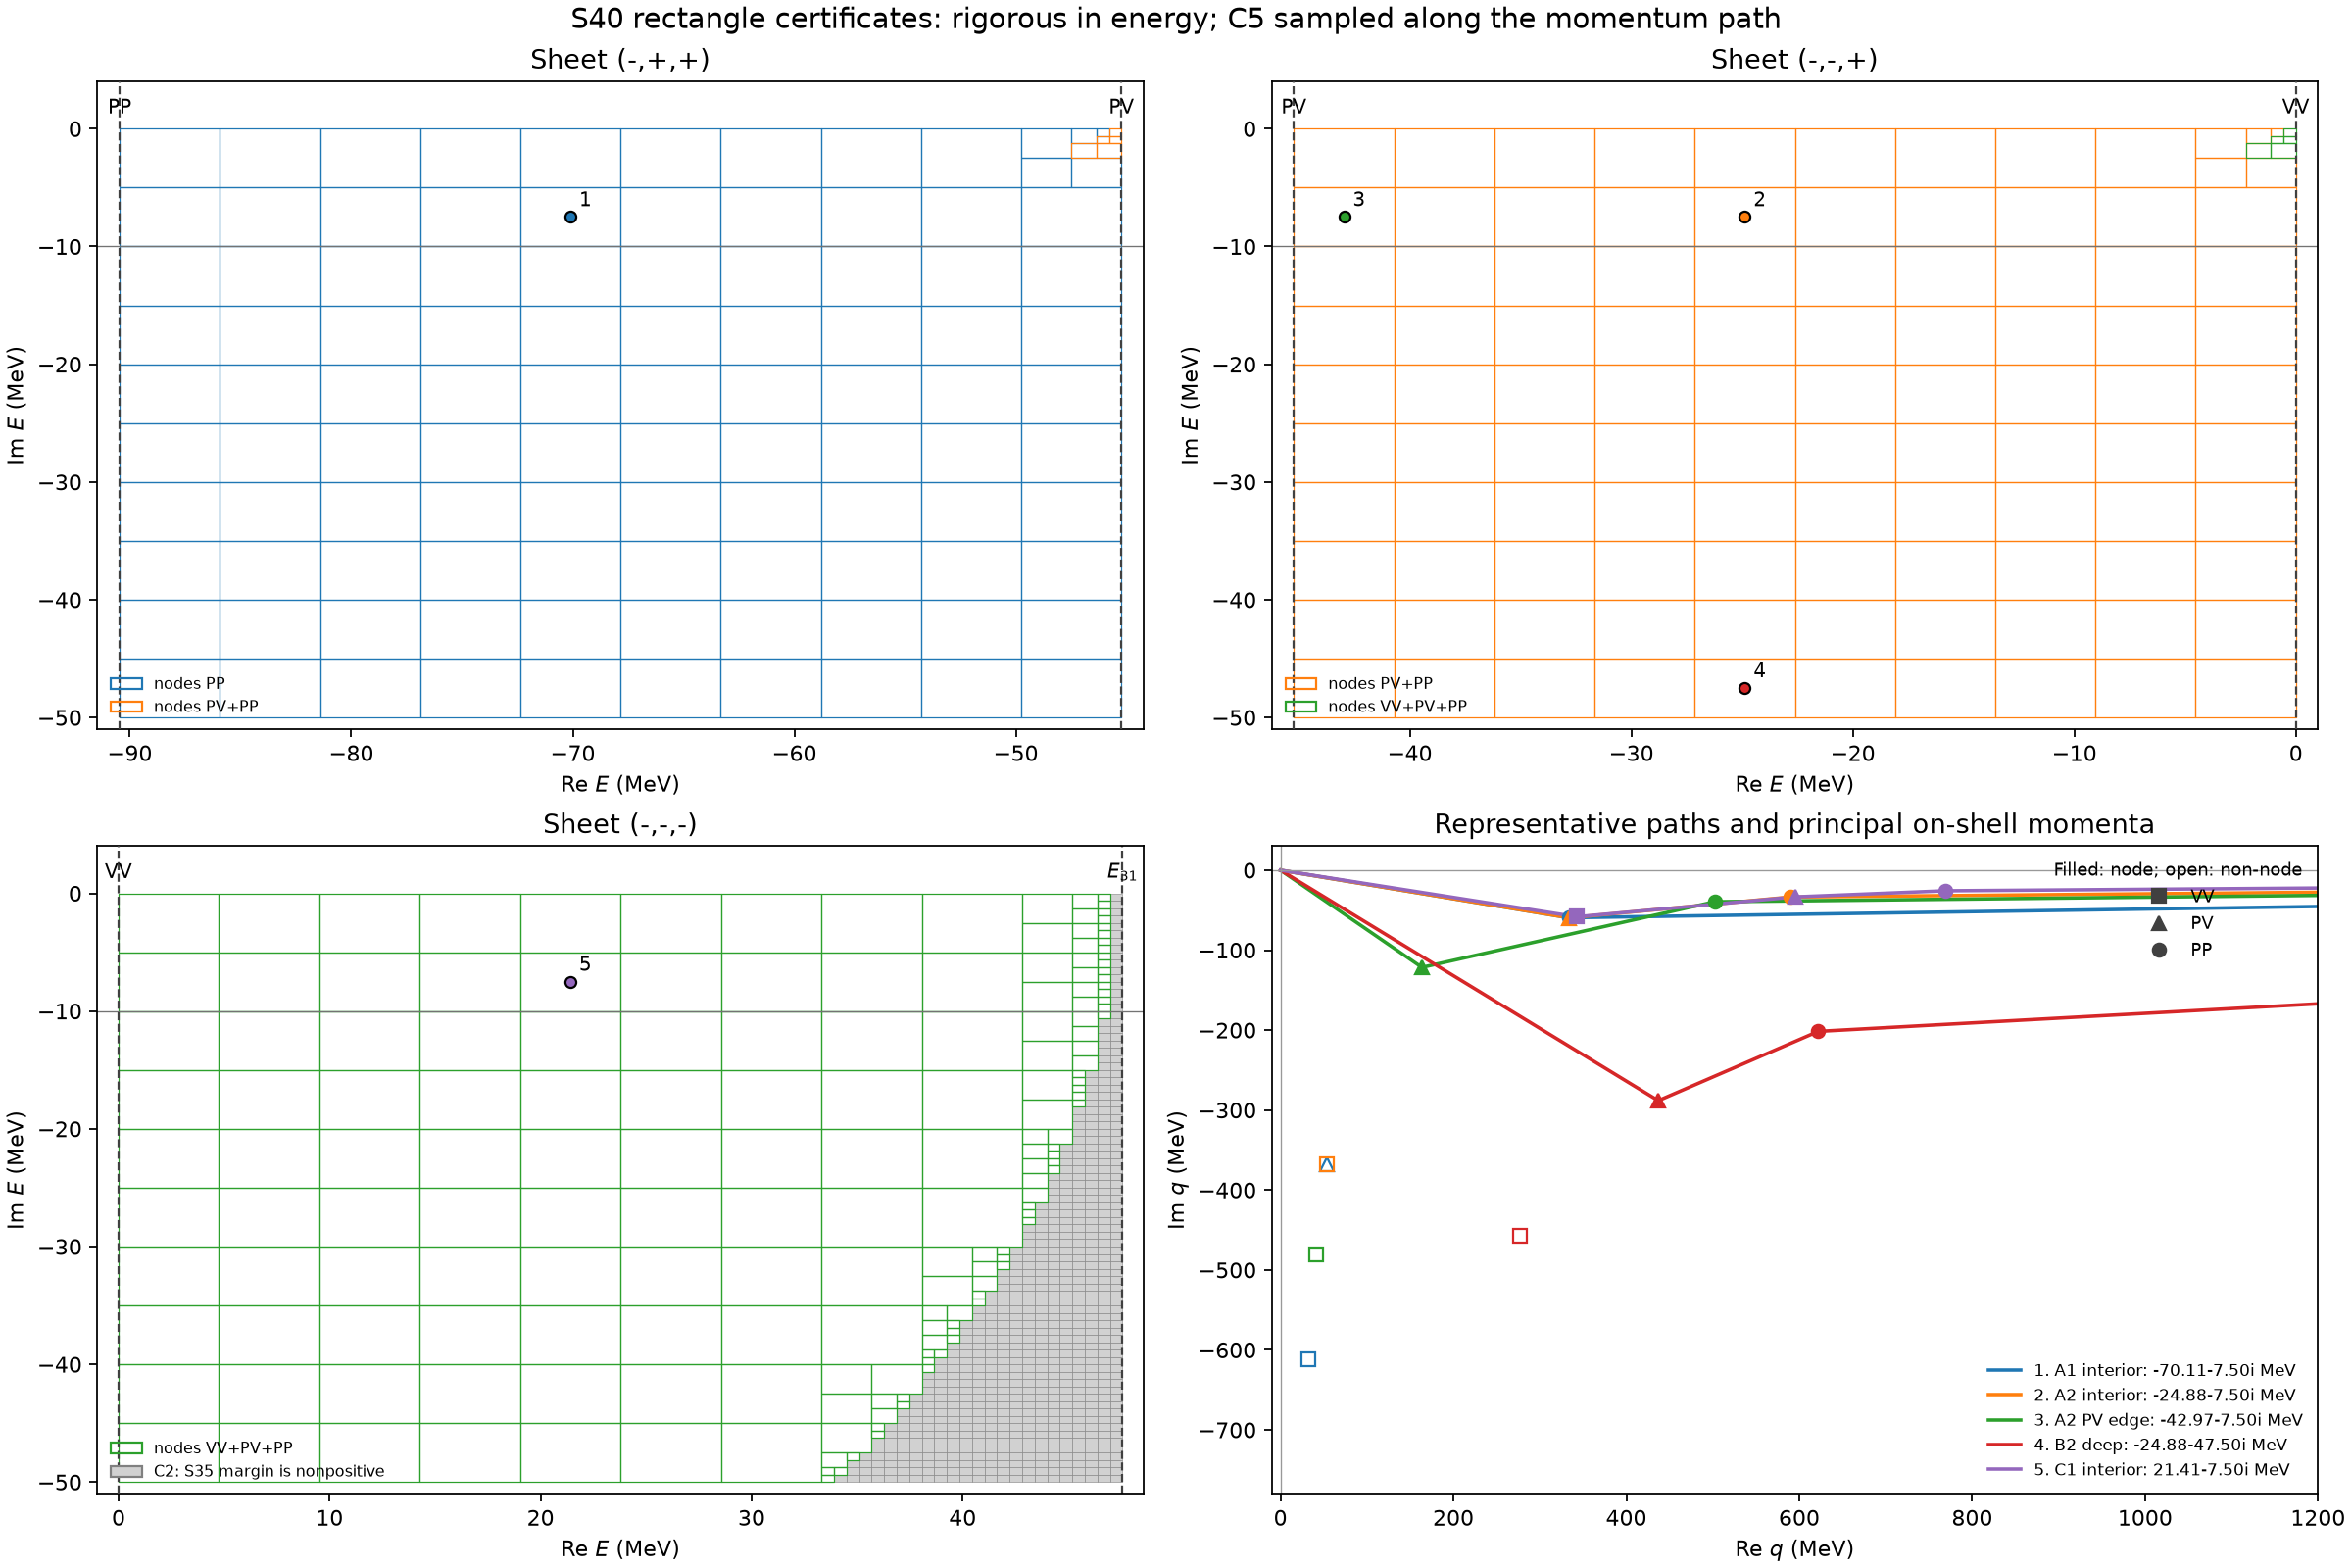 S40 rectangle certificates: rigorous in energy; C5 sampled along the momentum path
Sheet (-,+,+)
PP
PV
0
−10
−20
−30
−40
−50
Im E (MeV)
1
nodes PP
nodes PV+PP
−90
−80
−70
−60
−50
Re E (MeV)
Sheet (-,-,+)
PV
VV
0
−10
−20
−30
−40
−50
Im E (MeV)
3
2
4
nodes PV+PP
nodes VV+PV+PP
−40
−30
−20
−10
0
Re E (MeV)
Sheet (-,-,-)
VV
E31
0
−10
−20
−30
−40
−50
Im E (MeV)
5
nodes VV+PV+PP
C2: S35 margin is nonpositive
0
10
20
30
40
Re E (MeV)
Representative paths and principal on-shell momenta
0
−100
−200
−300
−400
−500
−600
−700
Im q (MeV)
Filled: node; open: non-node
VV
PV
PP
1. A1 interior: -70.11-7.50i MeV
2. A2 interior: -24.88-7.50i MeV
3. A2 PV edge: -42.97-7.50i MeV
4. B2 deep: -24.88-47.50i MeV
5. C1 interior: 21.41-7.50i MeV
0
200
400
600
800
1000
1200
Re q (MeV)